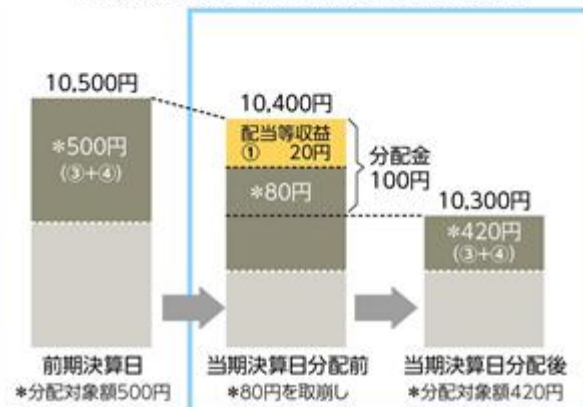 10,500円
*500円
(③+④)
前期決算日
*分配対象額500円
10,400円
配当等収益
① 20円
*80円
分配金
100円
当期決算日分配前
*80円を取崩し
10,300円
*420円
(③+④)
当期決算日分配後
*分配対象額420円